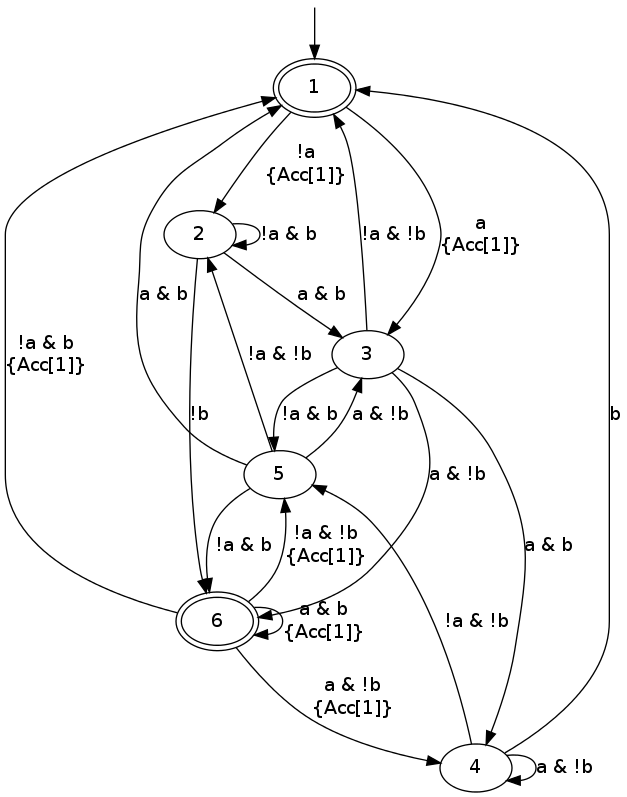 1
!a
{Acc[1]}
a
{Acc[1]}
2
!a & b
!a & !b
a & b
a & b
3
!a & b
{Acc[1]}
!a & !b
!b
!a & b
a & !b
b
5
a & !b
!a & b
!a & !b
{Acc[1]}
a & b
6
a & b
{Acc[1]}
!a & !b
a & !b
{Acc[1]}
4
a & !b